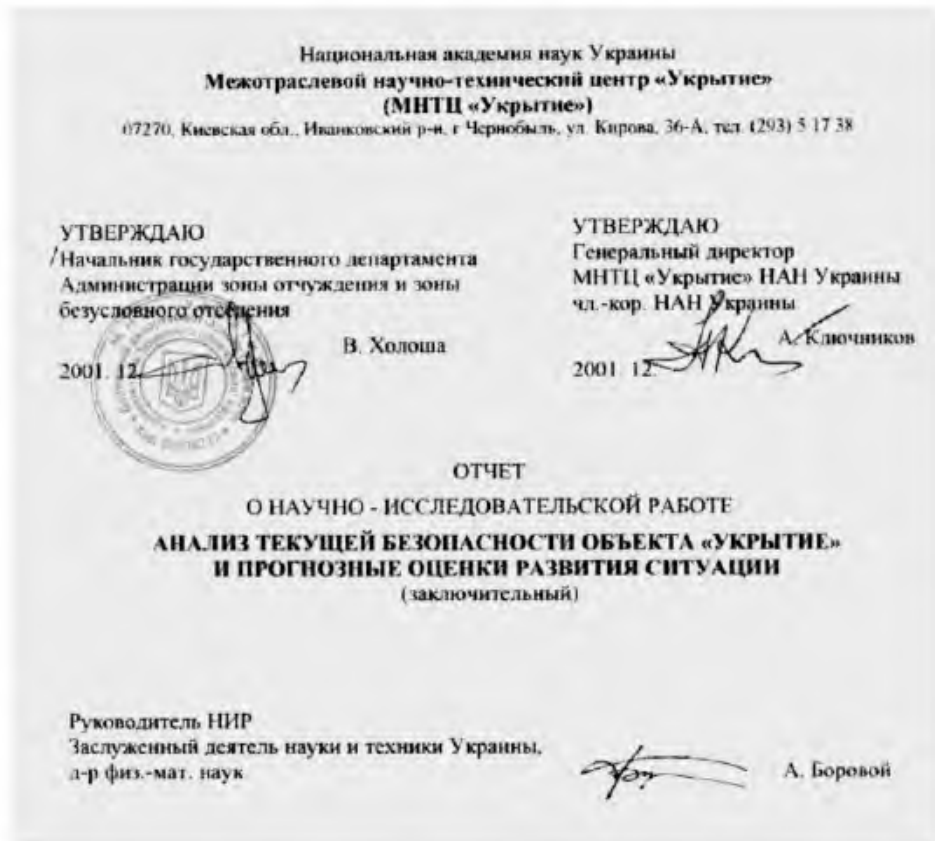 Национальная академия наук Украины
Межотраслевой научно-технический центр «Укрытие»
(МНТЦ «Укрытие»)
07270, Киевская обл., Иванковский р-н, г Чернобыль, ул. Кирова, 36-А, тел. (293) 5 17 38
УТВЕРЖДАЮ
Начальник государственного департамента
Администрации зоны отчуждения и зоны
безусловного отселения
В. Холоша
2001. 12.
УТВЕРЖДАЮ
Генеральный директор
МНТЦ «Укрытие» НАН Украины
чл.-кор. НАН Украины
А. Ключников
2001. 12.
ОТЧЕТ
О НАУЧНО - ИССЛЕДОВАТЕЛЬСКОЙ РАБОТЕ
АНАЛИЗ ТЕКУЩЕЙ БЕЗОПАСНОСТИ ОБЪЕКТА «УКРЫТИЕ»
И ПРОГНОЗНЫЕ ОЦЕНКИ РАЗВИТИЯ СИТУАЦИИ
(заключительный)
Руководитель НИР
Заслуженный деятель науки и техники Украины,
д-р физ.-мат. наук
А. Боровой